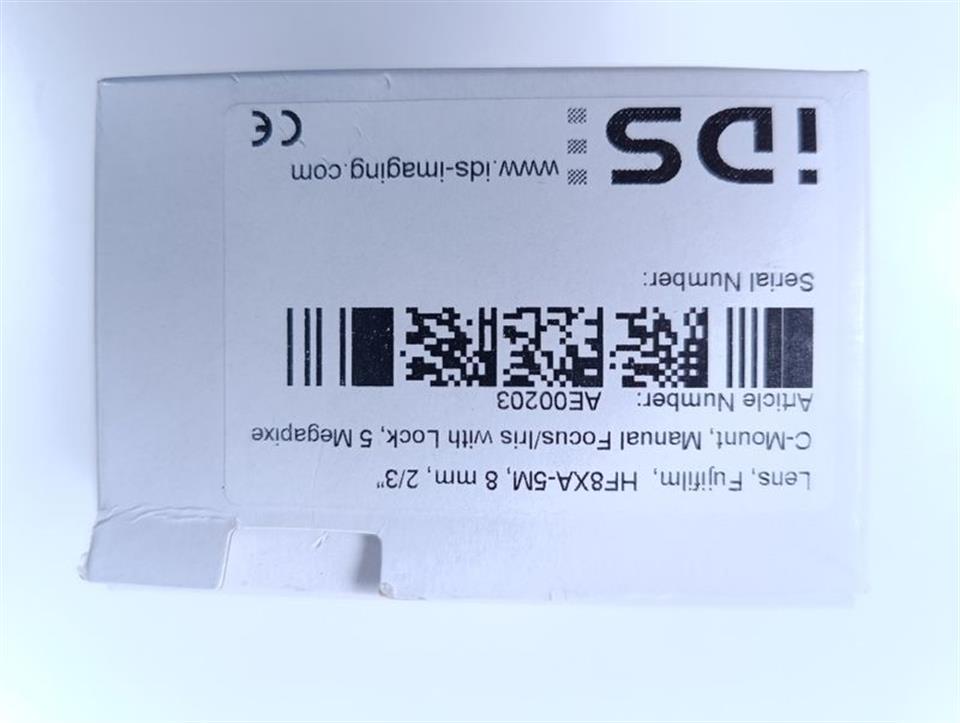 Lens, Fujifilm, HF8XA-5M, 8 mm, 2/3"
C-Mount, Manual Focus/Iris with Lock, 5 Megapixe
Article Number: AE00203
Serial Number:
iDS www.ids-imaging.com
CE